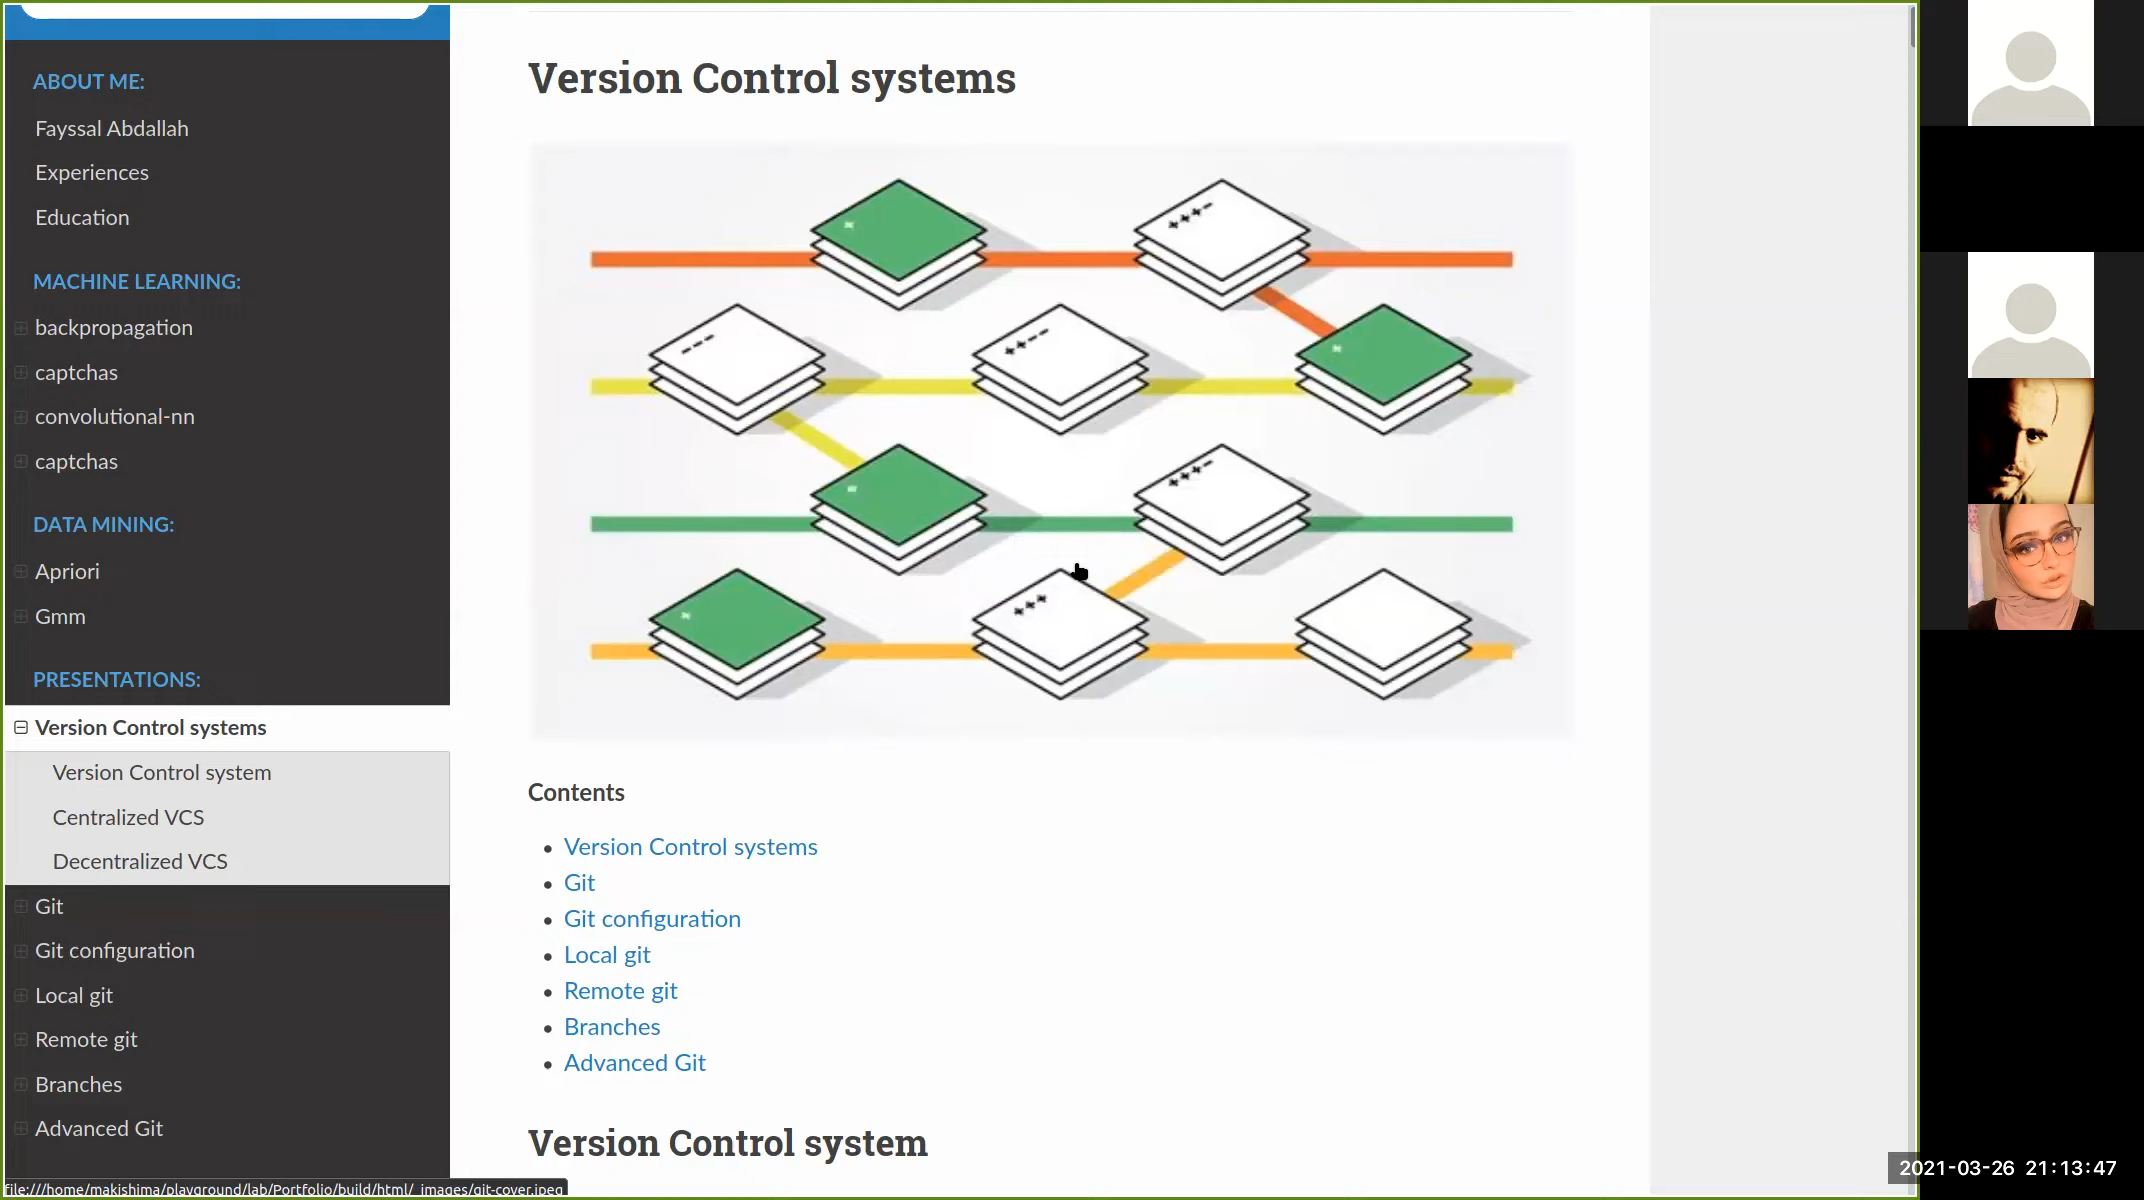 ABOUT ME:
Fayssal Abdallah
Experiences
Education
MACHINE LEARNING:
backpropagation
captchas
convolutional-nn
captchas
DATA MINING:
Apriori
Gmm
PRESENTATIONS:
Version Control systems
Version Control system
Centralized VCS
Decentralized VCS
Git
Git configuration
Local git
Remote git
Branches
Advanced Git
file:///home/makishima/playground/lab/Portfolio/build/html/_images/git-cover.jpeg
Version Control systems
Contents
Version Control systems
Git
Git configuration
Local git
Remote git
Branches
Advanced Git
Version Control system
2021-03-26 21:13:47